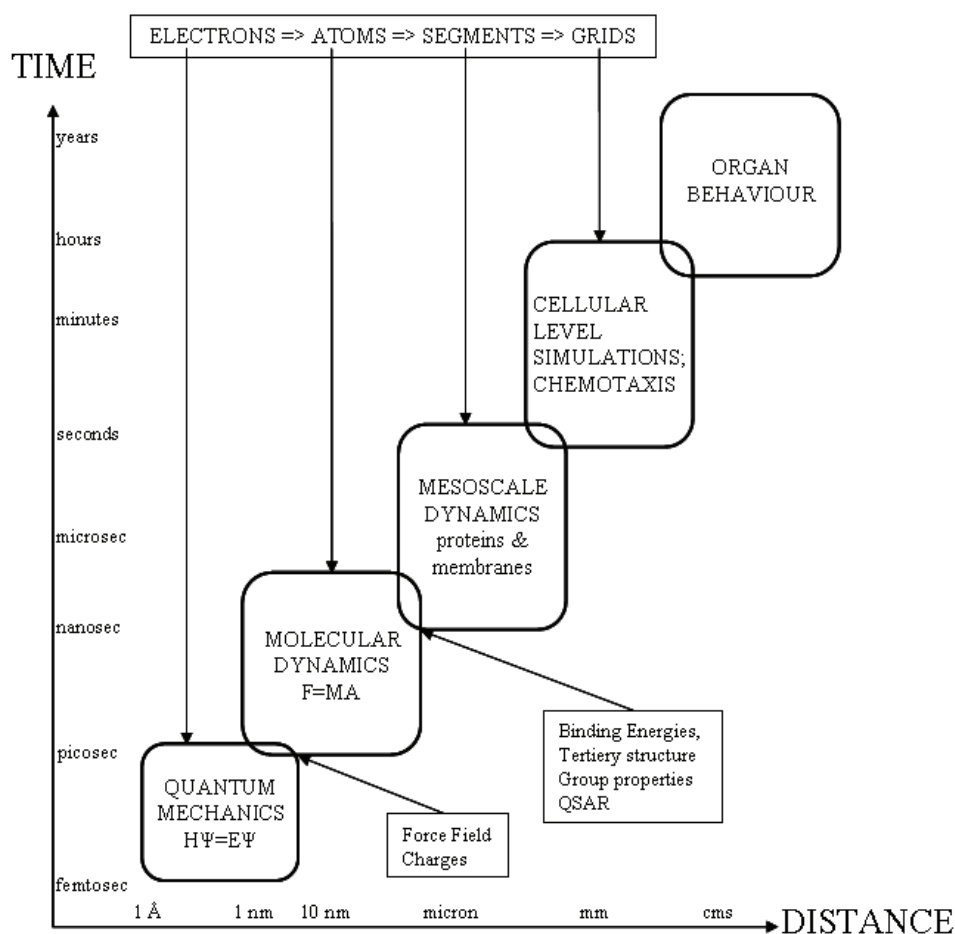 ELECTRONS => ATOMS => SEGMENTS => GRIDS
TIME
years
hours
minutes
seconds
microsec
nanosec
picosec
femtosec
ORGAN
BEHAVIOUR
CELLULAR
LEVEL
SIMULATIONS;
CHEMOTAXIS
MESOSCALE
DYNAMICS
proteins &
membranes
MOLECULAR
DYNAMICS
F=MA
QUANTUM
MECHANICS
HΨ=EΨ
Binding Energies,
Tertiery structure
Group properties
QSAR
Force Field
Charges
1 Å 1 nm 10 nm micron mm cms
DISTANCE